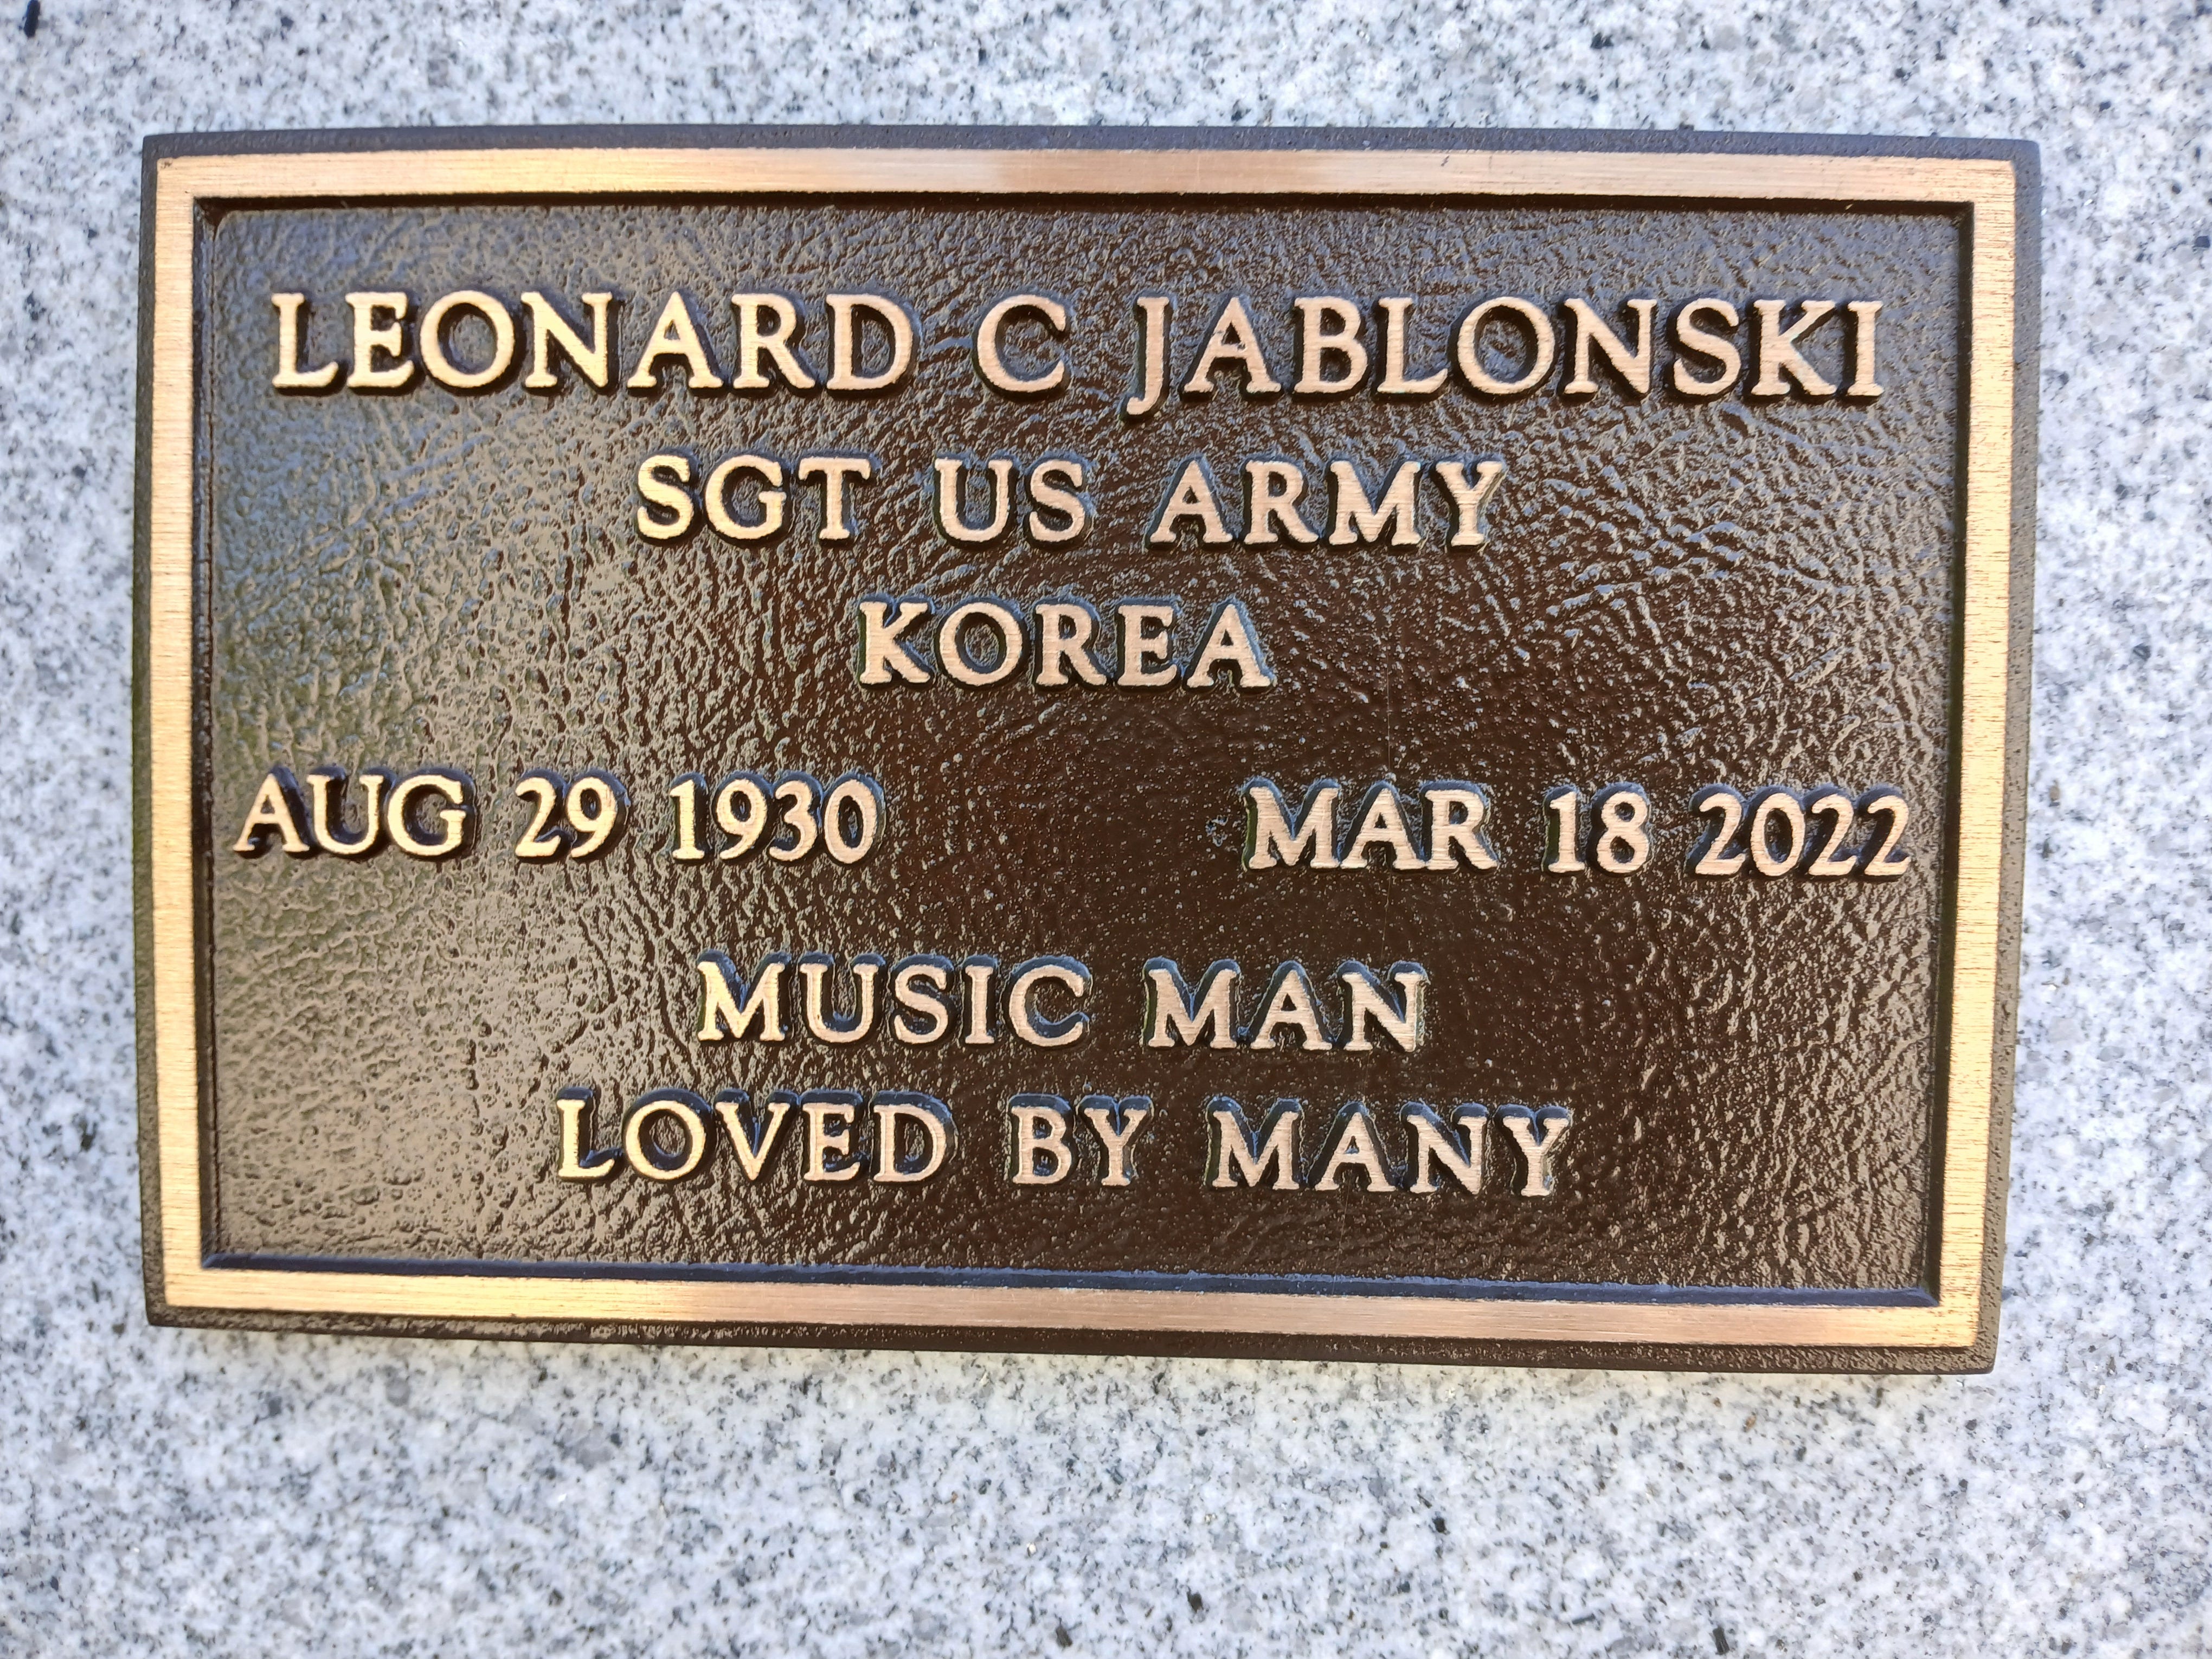 LEONARD C JABLONSKI
SGT US ARMY
KOREA
AUG 29 1930 MAR 18 2022
MUSIC MAN
LOVED BY MANY